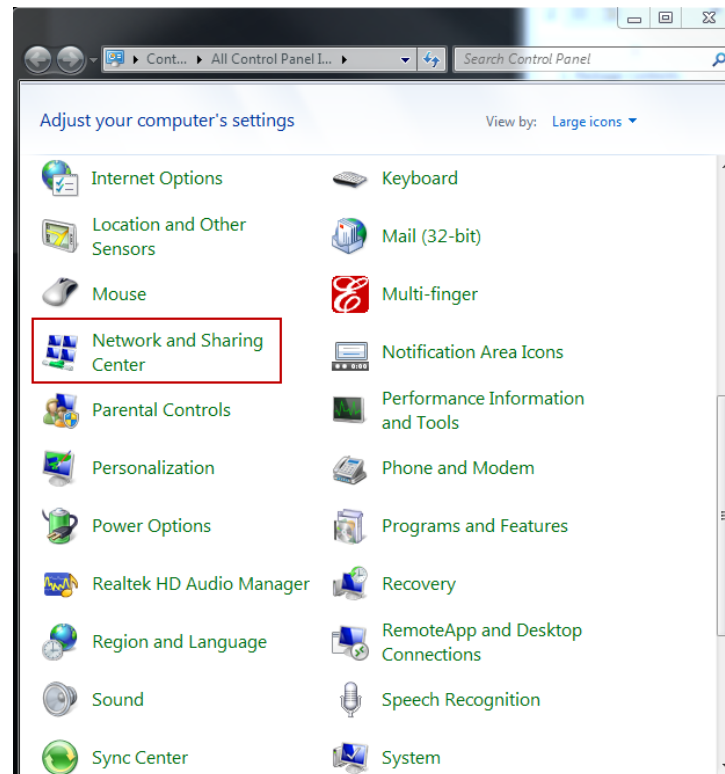 Cont... All Control Panel I... Search Control Panel
Adjust your computer's settings View by: Large icons
Internet Options Keyboard
Location and Other
Sensors
Mail (32-bit)
Mouse Multi-finger
Network and Sharing
Center
Notification Area Icons
Parental Controls
Performance Information
and Tools
Personalization Phone and Modem
Power Options Programs and Features
Realtek HD Audio Manager Recovery
Region and Language
RemoteApp and Desktop
Connections
Sound Speech Recognition
Sync Center System